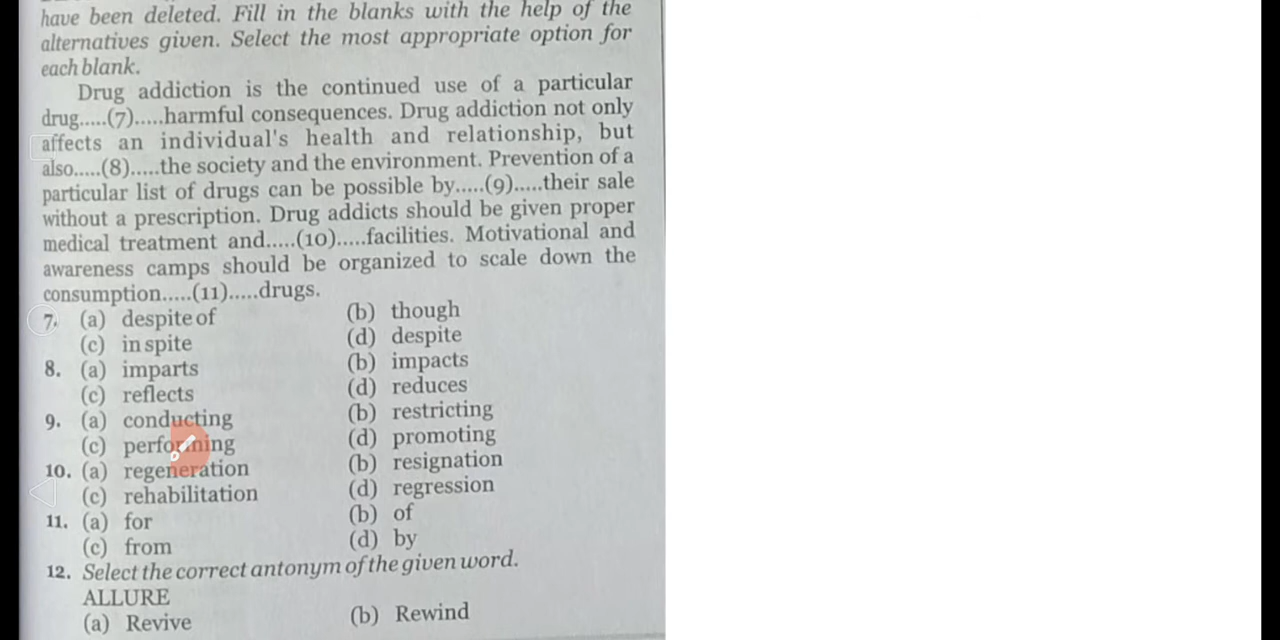 have been deleted. Fill in the blanks with the help of the
alternatives given. Select the most appropriate option for
each blank.
Drug addiction is the continued use of a particular
drug.....(7).....harmful consequences. Drug addiction not only
affects an individual's health and relationship, but
also.....(8).....the society and the environment. Prevention of a
particular list of drugs can be possible by.....(9).....their sale
without a prescription. Drug addicts should be given proper
medical treatment and.....(10).....facilities. Motivational and
awareness camps should be organized to scale down the
consumption.....(11).....drugs.
7. (a) despite of (b) though
(c) in spite (d) despite
8. (a) imparts (b) impacts
(c) reflects (d) reduces
9. (a) conducting (b) restricting
(c) performing (d) promoting
10. (a) regeneration (b) resignation
(c) rehabilitation (d) regression
11. (a) for (b) of
(c) from (d) by
12. Select the correct antonym of the given word.
ALLURE
(a) Revive (b) Rewind